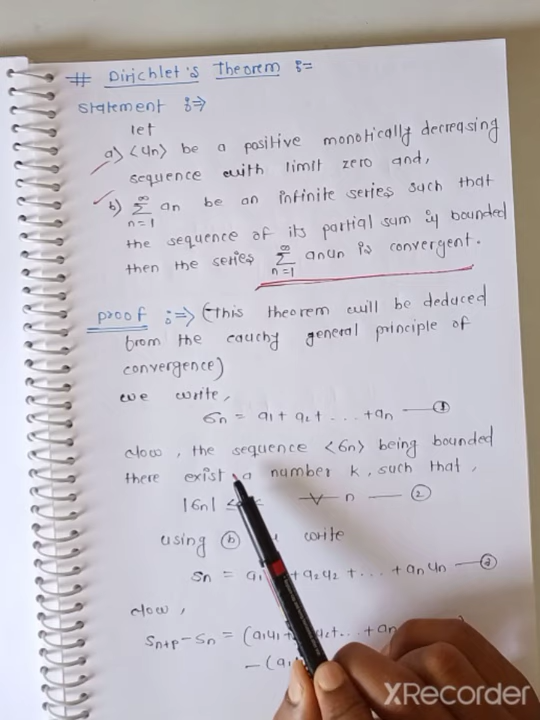 # Dirichlet's Theorem :=
Statement :⇒
let
a) <un> be a positive monotically decreasing
sequence with limit zero and,
b) ∞∑n=1 an be an infinite series such that
the sequence of its partial sum is bounded
then the series ∞∑n=1 anun is convergent.
proof :⇒ (this theorem will be deduced
from the cauchy general principle of
convergence)
we write,
σn = a1 + a2 + . . . + an —①
Now, the sequence <σn> being bounded
there exist a number k, such that,
|σn| ≤ ∀ n —②
using ⓑ write
Sn = a1 + a2u2 + . . . + anun —③
Now,
Sn+p - Sn = (a1u1 + u2 + . . . + an
- (a1
XRecorder